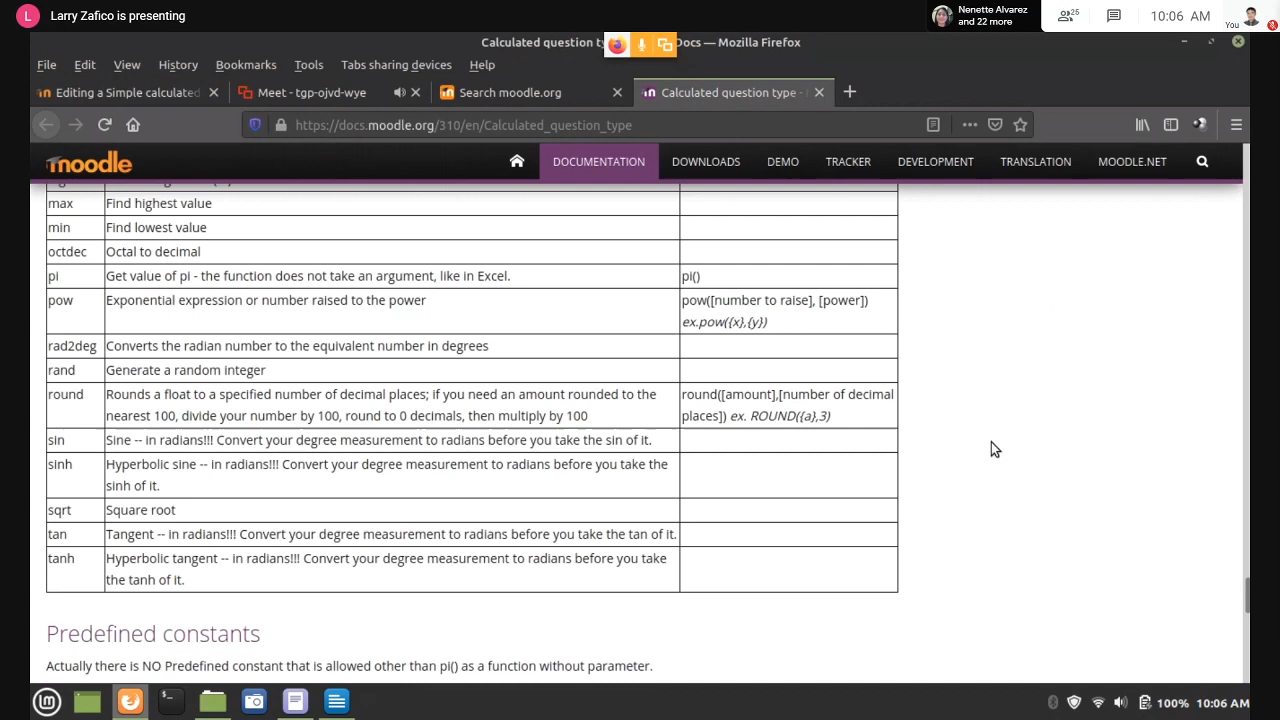 L Larry Zafico is presenting
Nenette Alvarez
and 22 more
25
10:06 AM
You
Calculated question ty Docs — Mozilla Firefox
File Edit View History Bookmarks Tools Tabs sharing devices Help
Editing a Simple calculated
Meet - tgp-ojvd-wye
Search moodle.org
Calculated question type -
https://docs.moodle.org/310/en/Calculated_question_type
moodle
DOCUMENTATION DOWNLOADS DEMO TRACKER DEVELOPMENT TRANSLATION MOODLE.NET
max Find highest value
min Find lowest value
octdec Octal to decimal
pi Get value of pi - the function does not take an argument, like in Excel. pi()
pow Exponential expression or number raised to the power pow([number to raise], [power])
ex.pow({x},{y})
rad2deg Converts the radian number to the equivalent number in degrees
rand Generate a random integer
round Rounds a float to a specified number of decimal places; if you need an amount rounded to the round([amount],[number of decimal
nearest 100, divide your number by 100, round to 0 decimals, then multiply by 100 places]) ex. ROUND({a},3)
sin Sine -- in radians!!! Convert your degree measurement to radians before you take the sin of it.
sinh Hyperbolic sine -- in radians!!! Convert your degree measurement to radians before you take the
sinh of it.
sqrt Square root
tan Tangent -- in radians!!! Convert your degree measurement to radians before you take the tan of it.
tanh Hyperbolic tangent -- in radians!!! Convert your degree measurement to radians before you take
the tanh of it.
Predefined constants
Actually there is NO Predefined constant that is allowed other than pi() as a function without parameter.
100% 10:06 AM